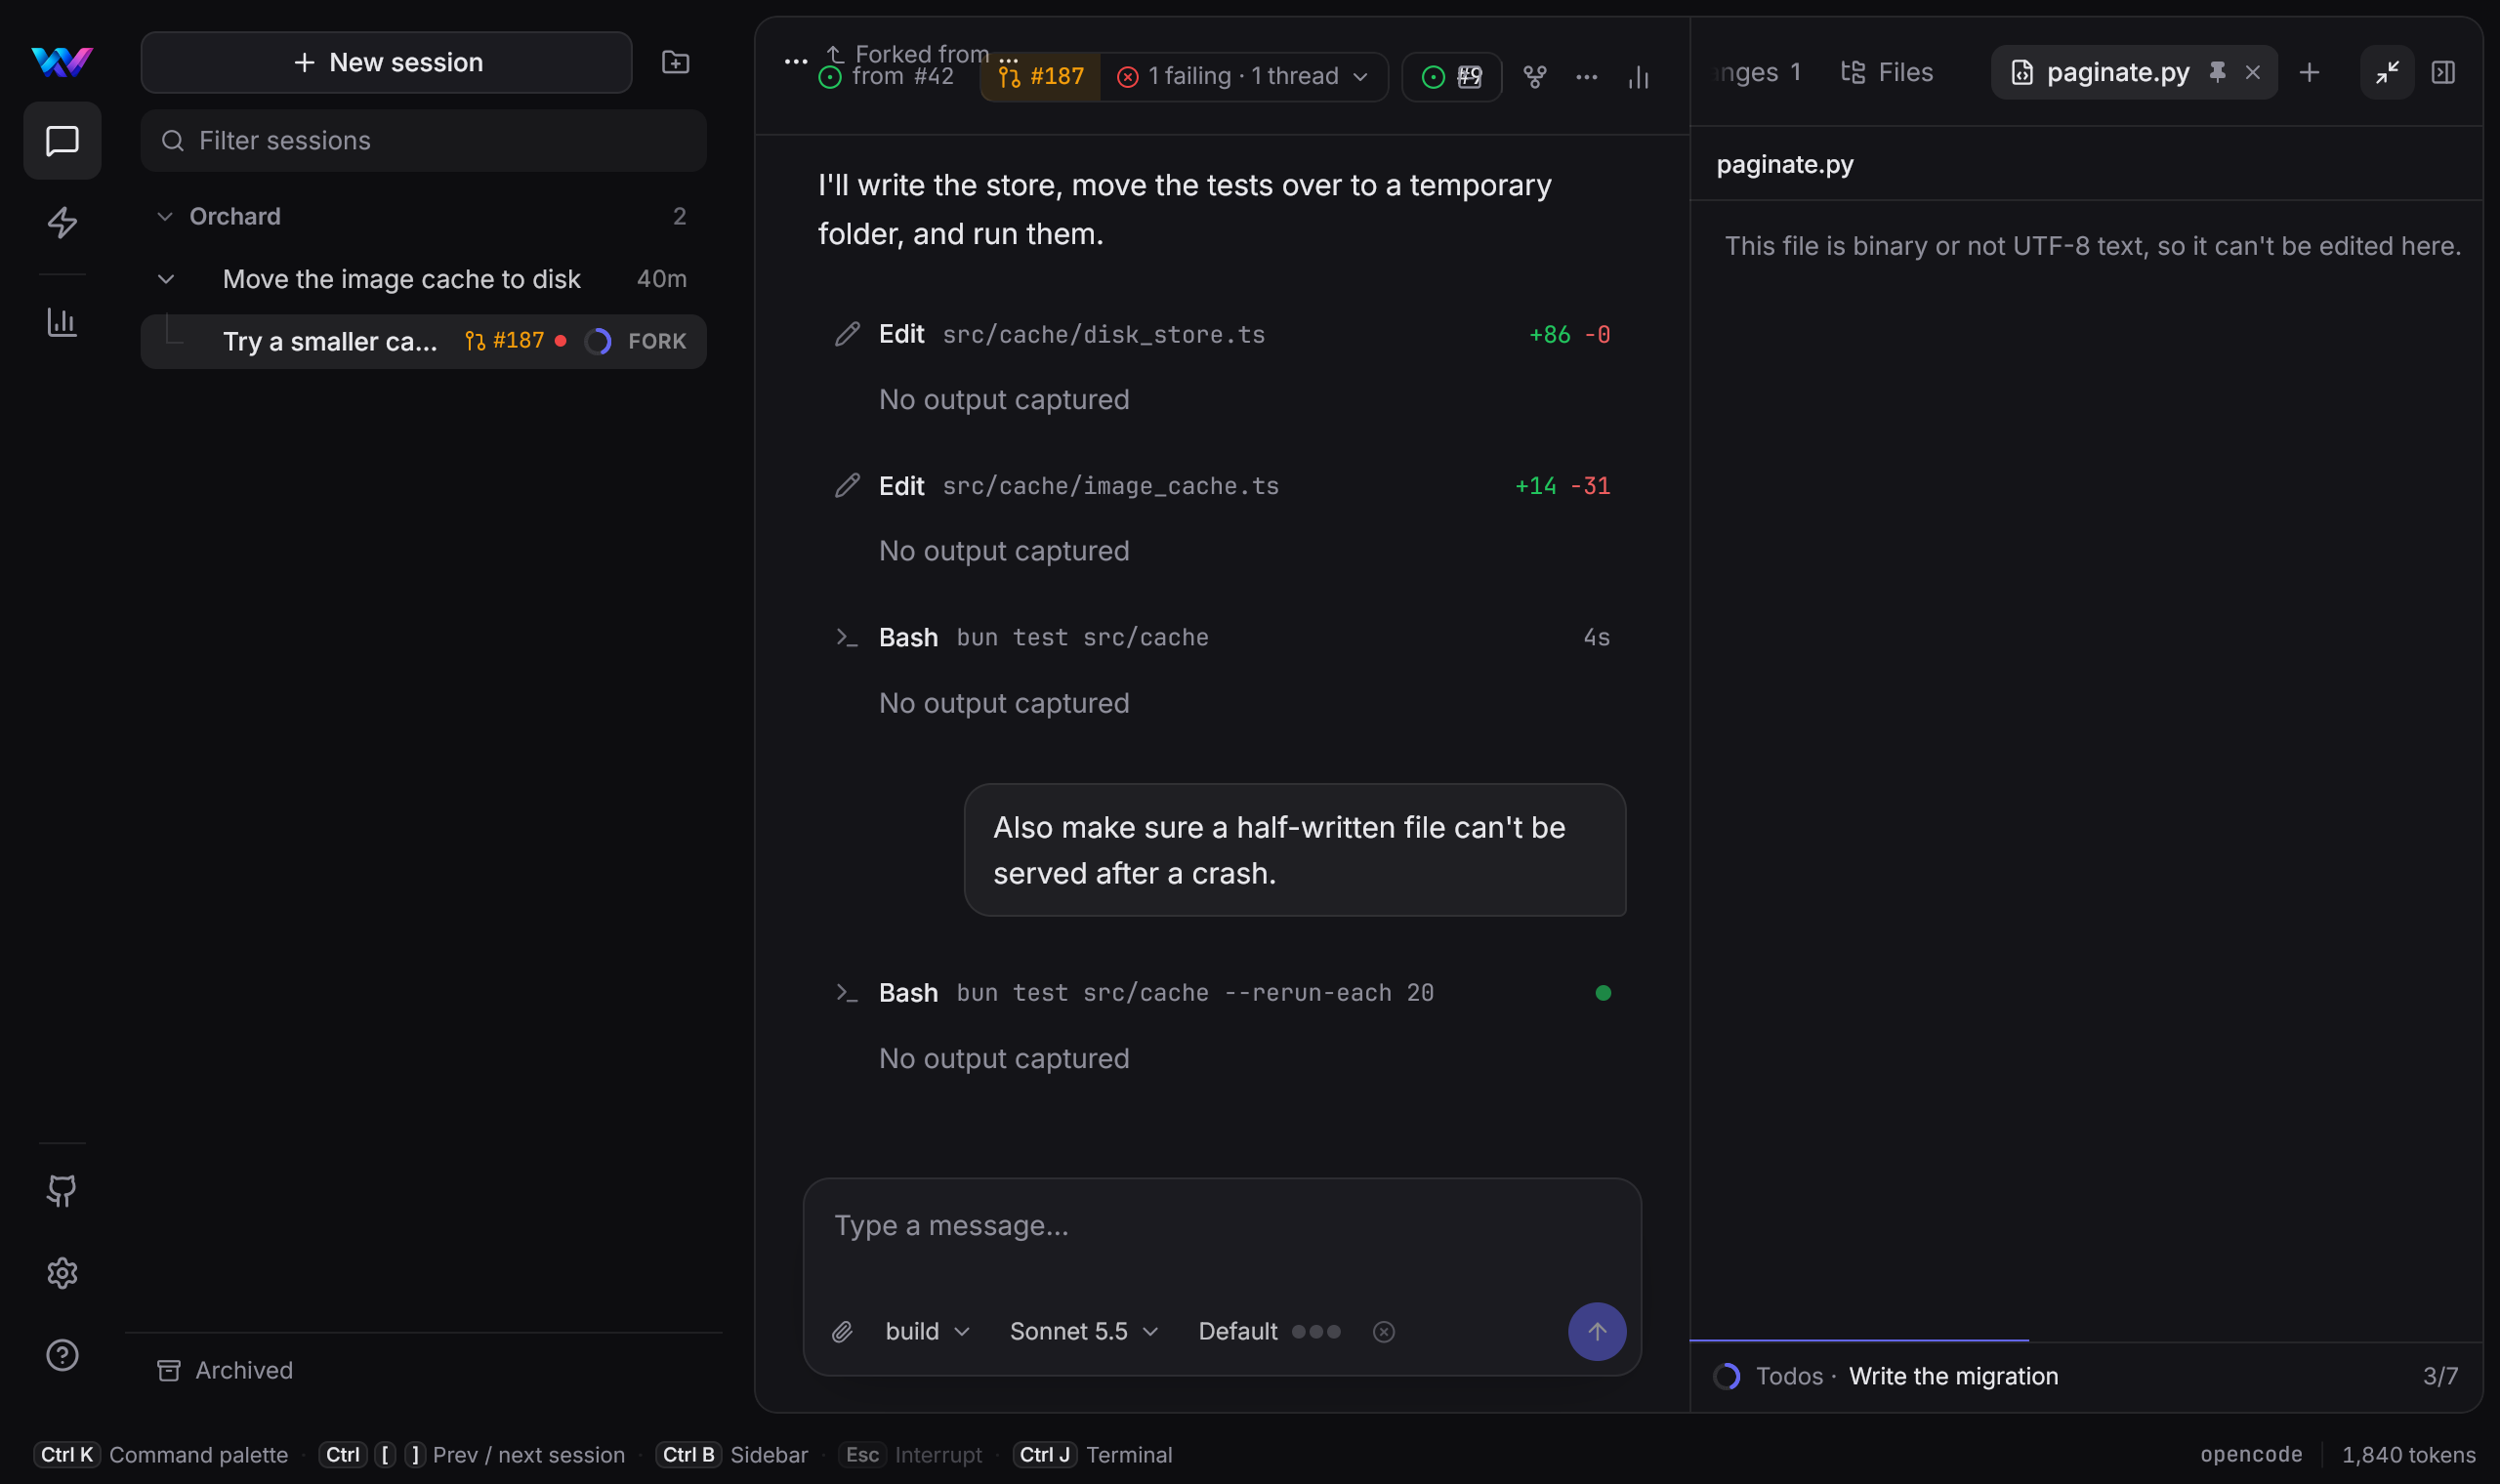 New session
Filter sessions
Orchard 2
Move the image cache to disk 40m
Try a smaller ca... #187 FORK
Archived
Forked from ...
from #42 #187 1 failing · 1 thread #9
I'll write the store, move the tests over to a temporary
folder, and run them.
Edit src/cache/disk_store.ts +86 -0
No output captured
Edit src/cache/image_cache.ts +14 -31
No output captured
Bash bun test src/cache 4s
No output captured
Also make sure a half-written file can't be
served after a crash.
Bash bun test src/cache --rerun-each 20
No output captured
Type a message...
build Sonnet 5.5 Default
1 Files paginate.py
paginate.py
This file is binary or not UTF-8 text, so it can't be edited here.
Todos · Write the migration 3/7
Ctrl K Command palette · Ctrl [ ] Prev / next session · Ctrl B Sidebar · Esc Interrupt · Ctrl J Terminal
opencode 1,840 tokens